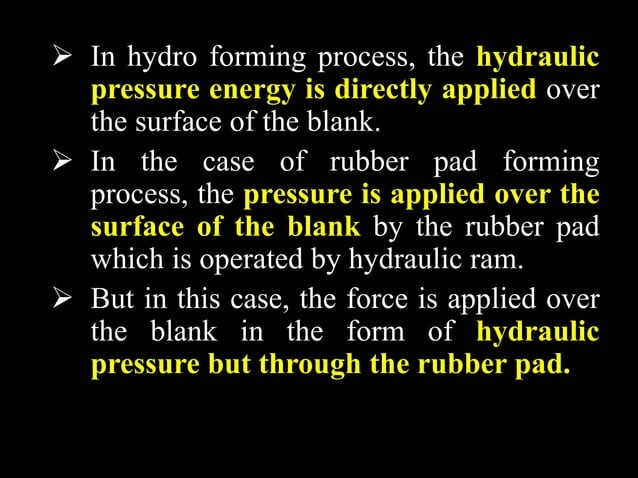 ➢ In hydro forming process, the hydraulic
pressure energy is directly applied over
the surface of the blank.
➢ In the case of rubber pad forming
process, the pressure is applied over the
surface of the blank by the rubber pad
which is operated by hydraulic ram.
➢ But in this case, the force is applied over
the blank in the form of hydraulic
pressure but through the rubber pad.